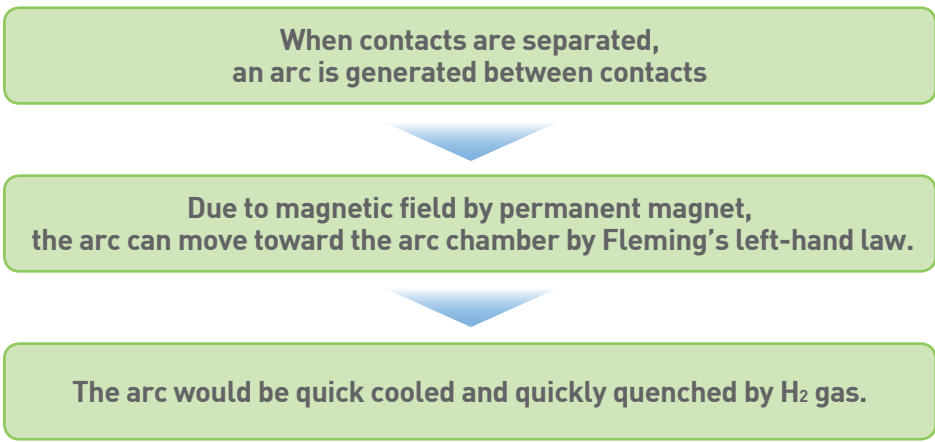 When contacts are separated,
an arc is generated between contacts
Due to magnetic field by permanent magnet,
the arc can move toward the arc chamber by Fleming’s left-hand law.
The arc would be quick cooled and quickly quenched by H₂ gas.